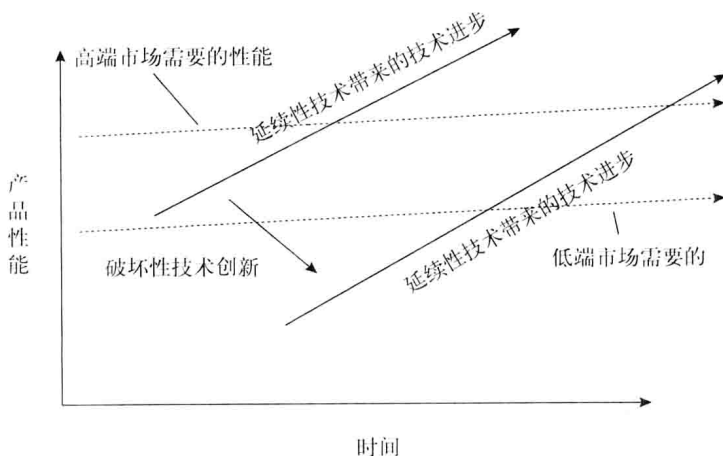 高端市场需要的性能
延续性技术带来的技术进步
产品性能
破坏性技术创新
延续性技术带来的技术进步
低端市场需要的
时间